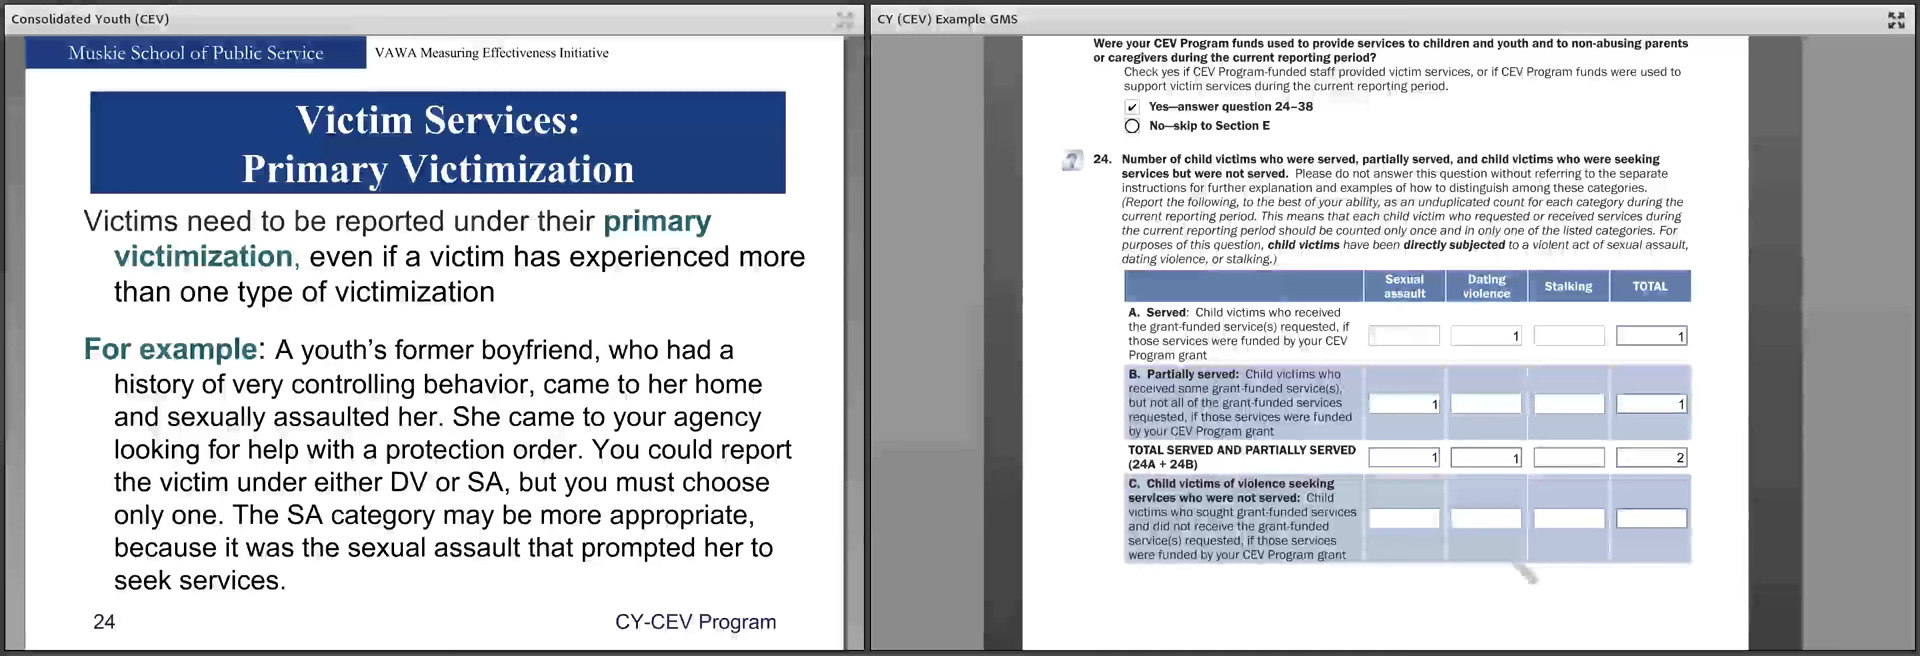 Consolidated Youth (CEV)
Muskie School of Public Service
VAWA Measuring Effectiveness Initiative
Victim Services:
Primary Victimization
Victims need to be reported under their primary
victimization, even if a victim has experienced more
than one type of victimization
For example: A youth's former boyfriend, who had a
history of very controlling behavior, came to her home
and sexually assaulted her. She came to your agency
looking for help with a protection order. You could report
the victim under either DV or SA, but you must choose
only one. The SA category may be more appropriate,
because it was the sexual assault that prompted her to
seek services.
24
CY-CEV Program
CY (CEV) Example GMS
Were your CEV Program funds used to provide services to children and youth and to non-abusing parents
or caregivers during the current reporting period?
Check yes if CEV Program-funded staff provided victim services, or if CEV Program funds were used to
support victim services during the current reporting period.
Yes—answer question 24–38
No—skip to Section E
24. Number of child victims who were served, partially served, and child victims who were seeking
services but were not served. Please do not answer this question without referring to the separate
instructions for further explanation and examples of how to distinguish among these categories.
(Report the following, to the best of your ability, as an unduplicated count for each category during the
current reporting period. This means that each child victim who requested or received services during
the current reporting period should be counted only once and in only one of the listed categories. For
purposes of this question, child victims have been directly subjected to a violent act of sexual assault,
dating violence, or stalking.)
Sexual assault
Dating violence
Stalking
TOTAL
A. Served: Child victims who received
the grant-funded service(s) requested, if
those services were funded by your CEV
Program grant
1
1
B. Partially served: Child victims who
received some grant-funded service(s),
but not all of the grant-funded services
requested, if those services were funded
by your CEV Program grant
1
1
TOTAL SERVED AND PARTIALLY SERVED
(24A + 24B)
1
1
2
C. Child victims of violence seeking
services who were not served: Child
victims who sought grant-funded services
and did not receive the grant-funded
service(s) requested, if those services
were funded by your CEV Program grant